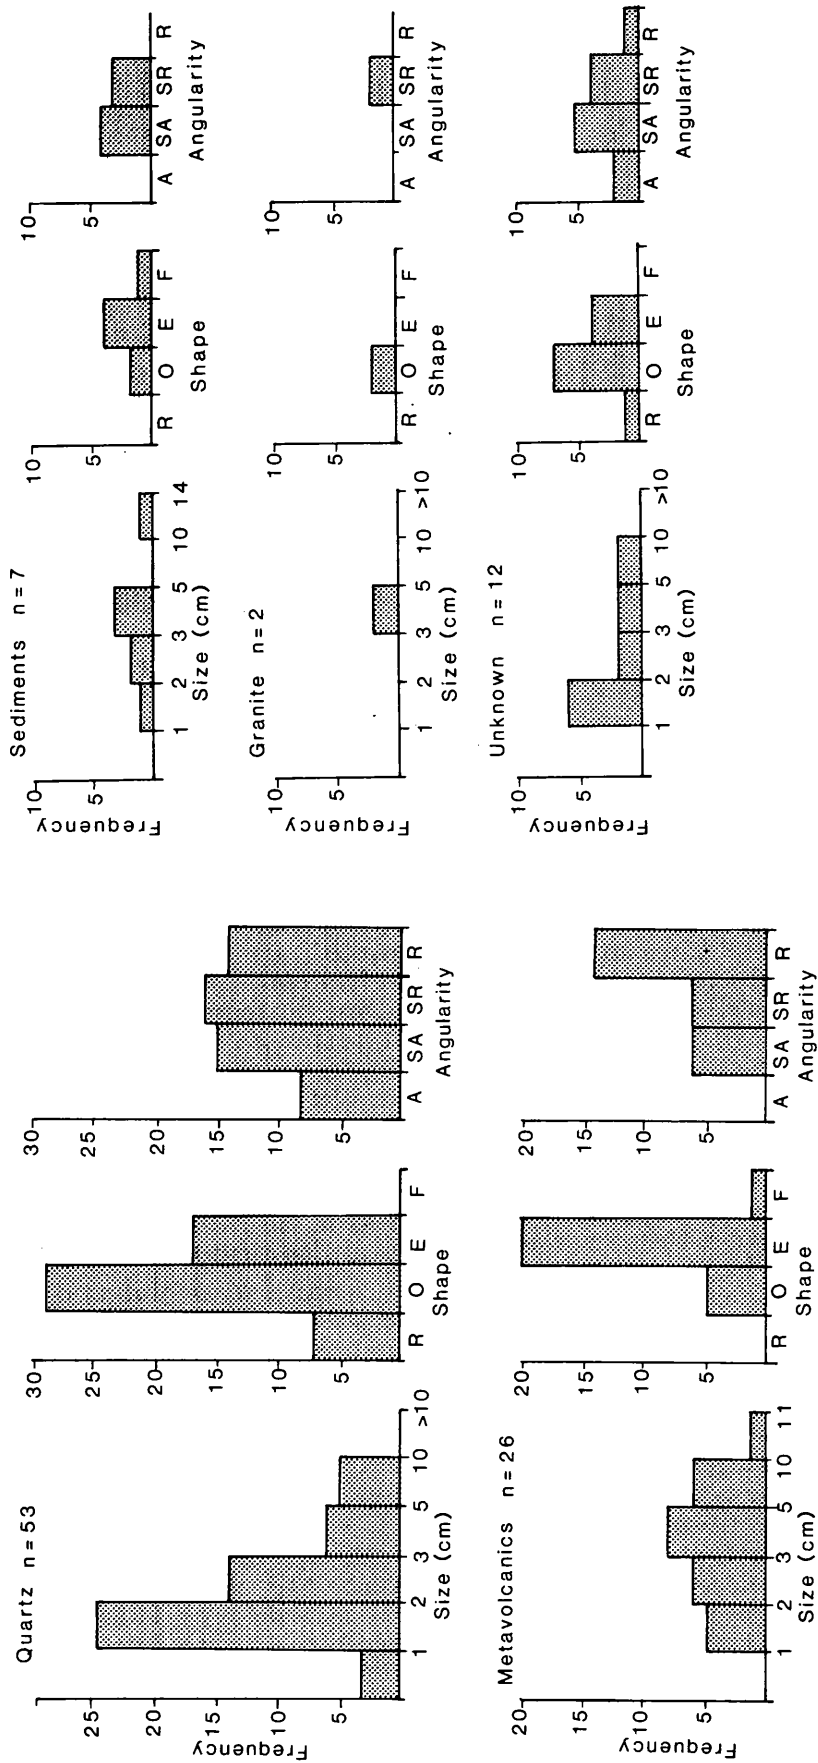 Quartz n=53
Frequency
25
20
15
10
5
1 2 3 5 10 >10
Size (cm)
30
25
20
15
10
5
R O E F
Shape
30
25
20
15
10
5
A SA SR R
Angularity
Metavolcanics n=26
Frequency
20
15
10
5
1 2 3 5 10 11
Size (cm)
20
15
10
5
R O E F
Shape
20
15
10
5
A SA SR R
Angularity
Sediments n=7
Frequency
10
5
1 2 3 5 10 14
Size (cm)
10
5
R O E F
Shape
10
5
A SA SR R
Angularity
Granite n=2
Frequency
10
5
1 2 3 5 10 >10
Size (cm)
10
5
R O E F
Shape
10
5
A SA SR R
Angularity
Unknown n=12
Frequency
10
5
1 2 3 5 10 >10
Size (cm)
10
5
R O E F
Shape
10
5
A SA SR R
Angularity